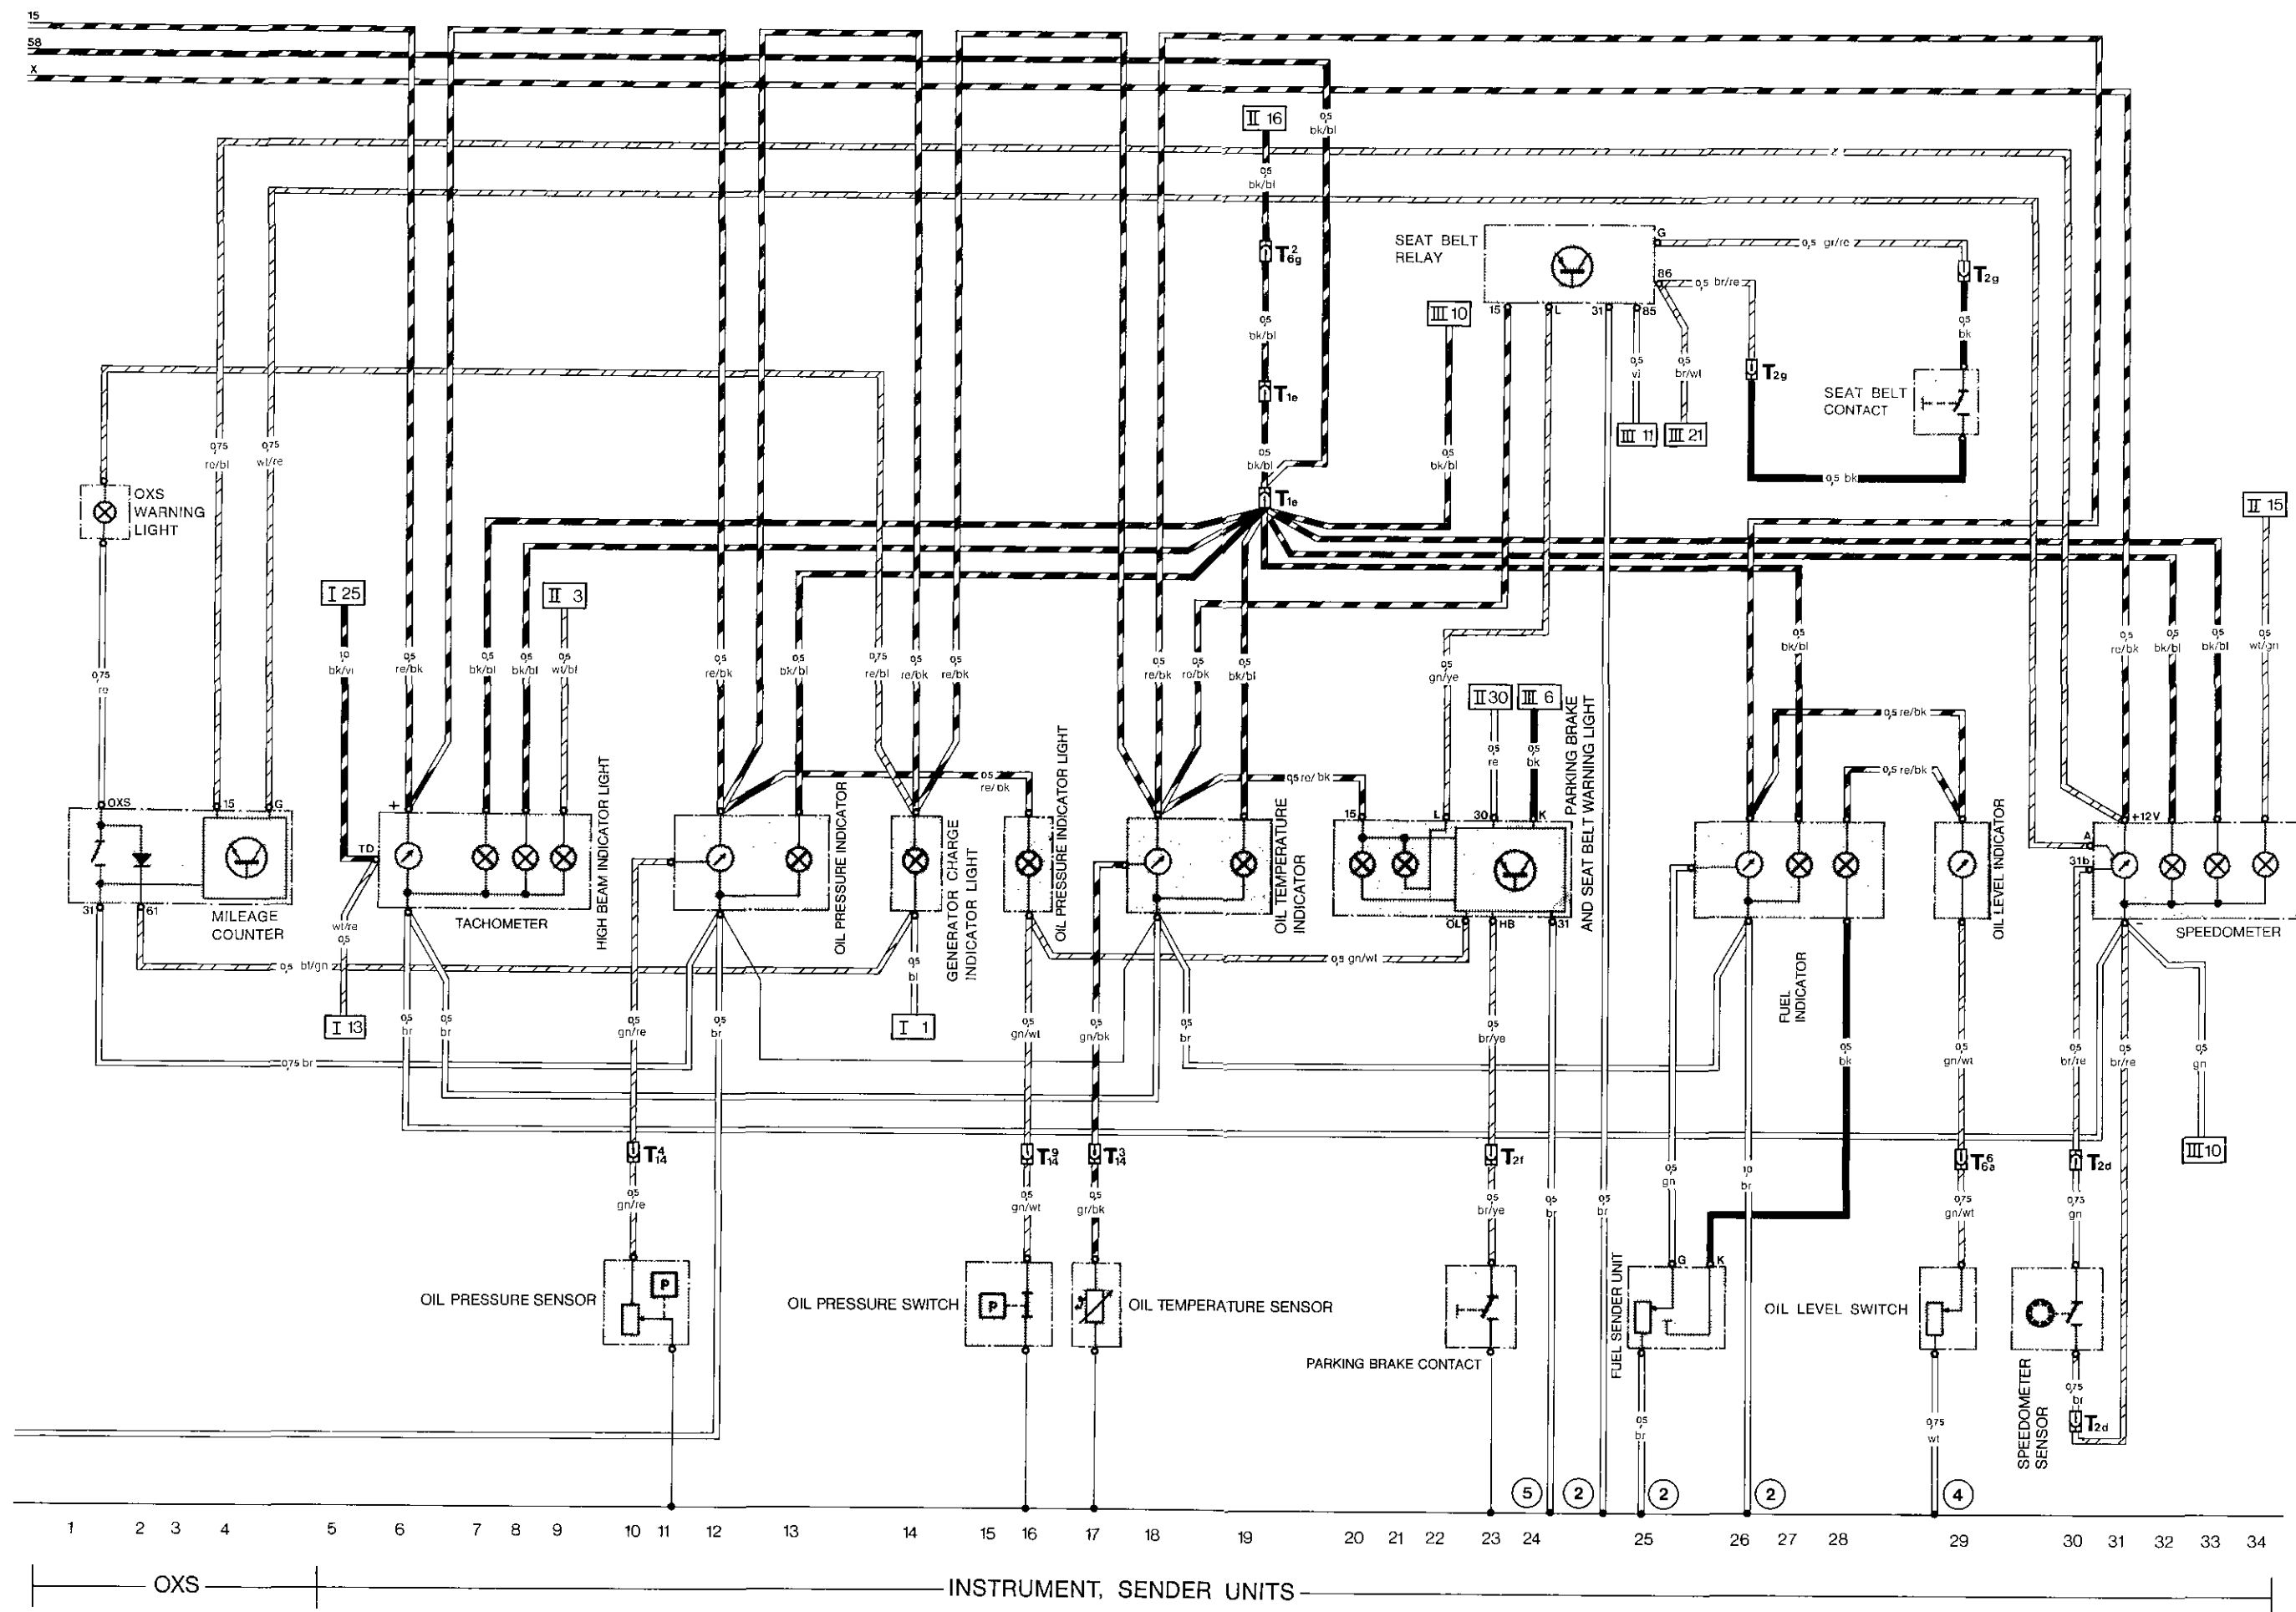 15
58
X
II 16
0,5
bk/bl
0,5
bk/bl
T 2 6g
0,5
bk/bl
T1e
0,5
bk/bl
T1e
SEAT BELT
RELAY
G
86
15
L
31
85
0,5 gr/re
0,5 br/re
T2g
0,5
bk
T2g
SEAT BELT
CONTACT
0,5 bk
III 10
0,5
bk/bl
0,5
vi
0,5
br/wt
III 11
III 21
II 15
0,75
re/bl
0,75
wt/re
OXS
WARNING
LIGHT
0,75
re
I 25
1,0
bk/vi
0,5
re/bk
0,5
bk/bl
0,5
bk/bl
II 3
0,5
wt/bl
0,5
re/bk
0,5
bk/bl
0,75
re/bl
0,5
re/bk
0,5
re/bk
0,5
re/bk
0,5
re/bk
0,5
bk/bl
0,5
gn/ye
II 30
0,5
re
III 6
0,5
bk
0,5
bk/bl
0,5 re/bk
0,5 re/bk
0,5
re/bk
0,5
bk/bl
0,5
bk/bl
0,5
wt/gn
0,5
re/bk
0,5 re/bk
OXS
15
G
31
61
MILEAGE
COUNTER
+
TD
TACHOMETER
HIGH BEAM INDICATOR LIGHT
OIL PRESSURE INDICATOR
GENERATOR CHARGE
INDICATOR LIGHT
OIL PRESSURE INDICATOR LIGHT
OIL TEMPERATURE
INDICATOR
15
L
30
K
OL
HB
31
PARKING BRAKE
AND SEAT BELT WARNING LIGHT
FUEL
INDICATOR
OIL LEVEL INDICATOR
+12V
A
31b
-
SPEEDOMETER
wt/re
0,5
I 13
0,5 bl/gn
0,5
bl
I 1
0,5 gn/wt
0,75 br
0,5
br
0,5
br
0,5
gn/re
0,5
br
0,5
gn/wt
0,5
gn/bk
0,5
br
0,5
br/ye
0,5
bk
0,5
gn/wt
0,5
br/re
0,5
br/re
0,5
gn
III 10
T 4 14
T 9 14
T 3 14
T2f
T 6 6a
T2d
0,5
gn/re
0,5
gn/wt
0,5
gr/bk
0,5
br/ye
0,5
br
0,5
br
0,5
gn
1,0
br
0,75
gn/wt
0,75
gn
OIL PRESSURE SENSOR
P
OIL PRESSURE SWITCH
P
OIL TEMPERATURE SENSOR
PARKING BRAKE CONTACT
FUEL SENDER UNIT
G
K
OIL LEVEL SWITCH
SPEEDOMETER
SENSOR
0,5
br
0,75
wt
0,75
br
T2d
5
2
2
2
4
1 2 3 4 5 6 7 8 9 10 11 12 13 14 15 16 17 18 19 20 21 22 23 24 25 26 27 28 29 30 31 32 33 34
OXS
INSTRUMENT, SENDER UNITS